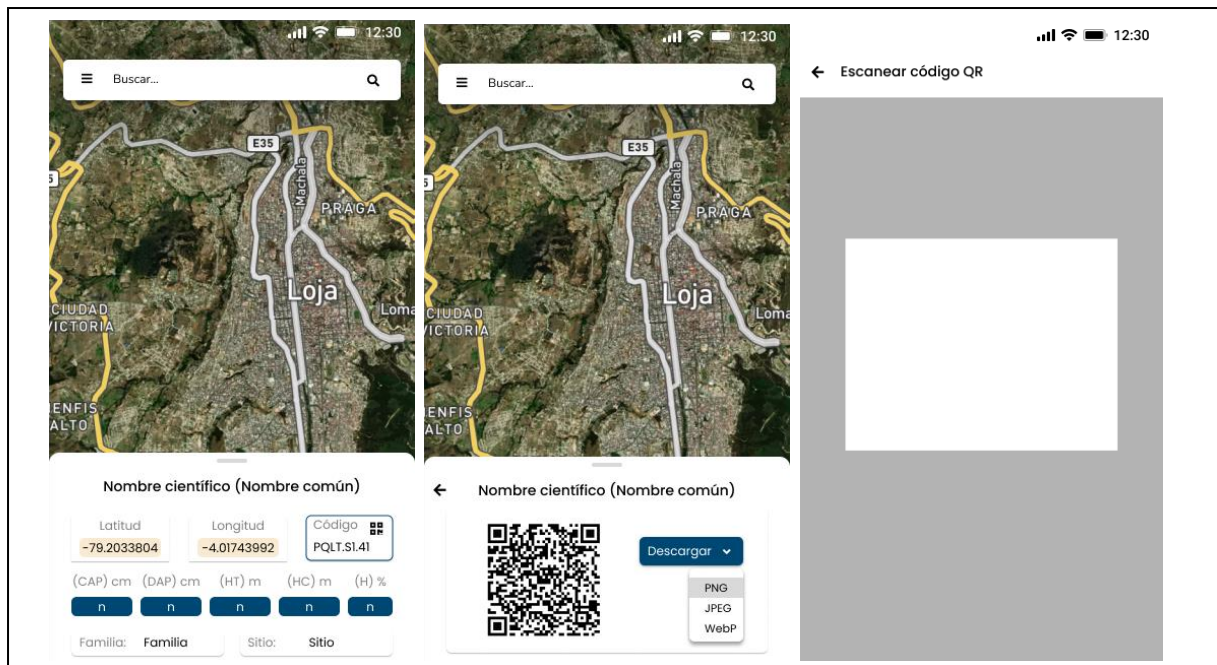 12:30
Buscar...
E35
5
Machala
PRAGA
Loja
CIUDAD
VICTORIA
Loma
ENFIS
ALTO
Nombre científico (Nombre común)
Latitud
Longitud
Código
-79.2033804
-4.01743992
PQLT.S1.41
(CAP) cm (DAP) cm (HT) m (HC) m (H) %
n n n n n
Familia: Familia
Sitio: Sitio
12:30
Buscar...
E35
5
Machala
PRAGA
Loja
CIUDAD
VICTORIA
Loma
ENFIS
ALTO
Nombre científico (Nombre común)
Descargar
PNG
JPEG
WebP
12:30
Escanear código QR